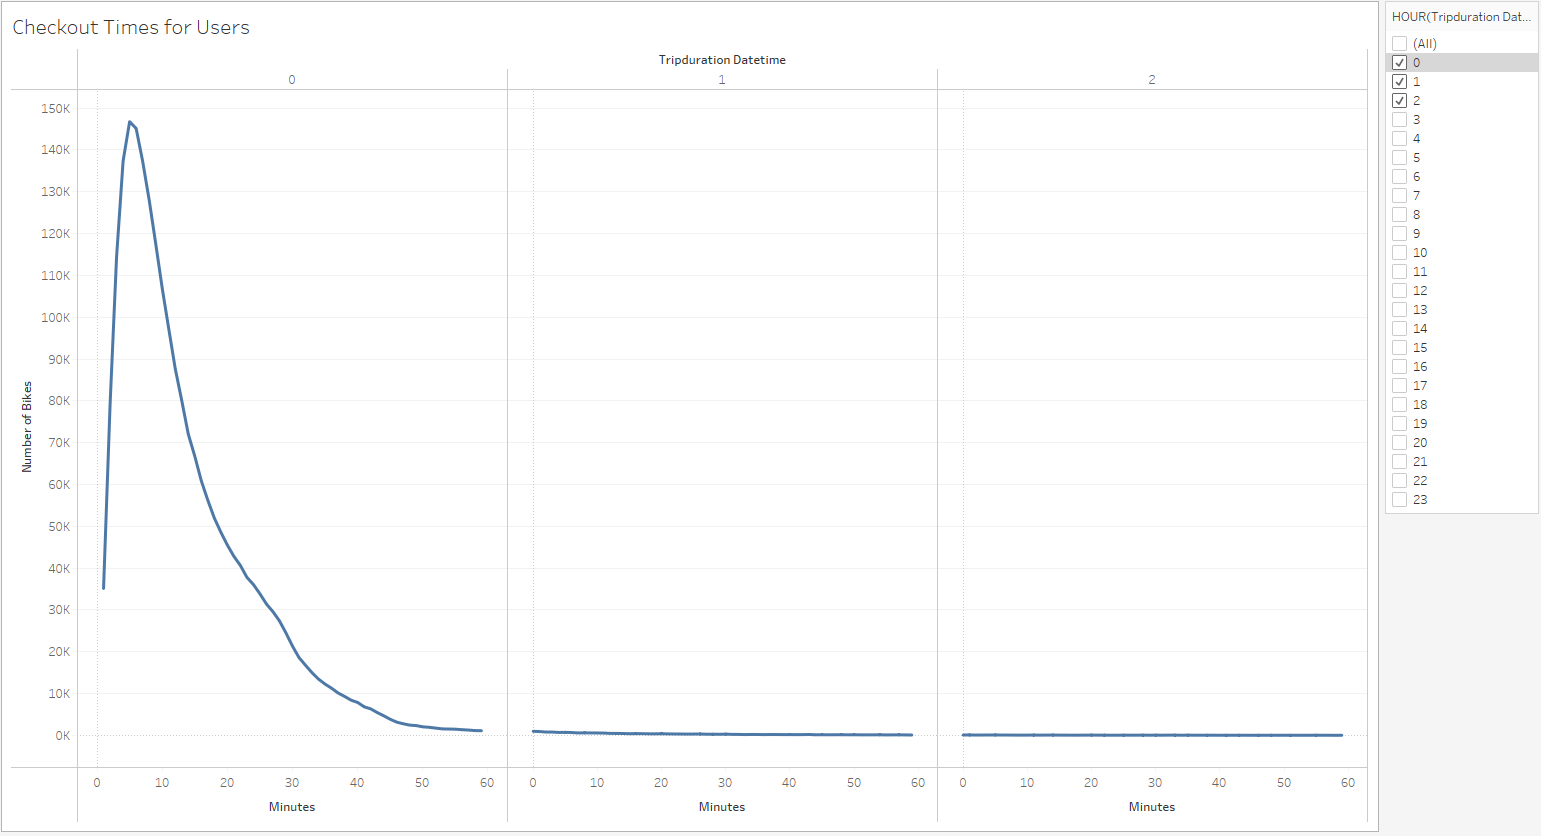 Checkout Times for Users
Tripduration Datetime
0 1 2
150K
140K
130K
120K
110K
100K
90K
80K
70K
60K
50K
40K
30K
20K
10K
0K
Number of Bikes
0 10 20 30 40 50 60 0 10 20 30 40 50 60 0 10 20 30 40 50 60
Minutes Minutes Minutes
HOUR(Tripduration Dat...
(All)
0
1
2
3
4
5
6
7
8
9
10
11
12
13
14
15
16
17
18
19
20
21
22
23